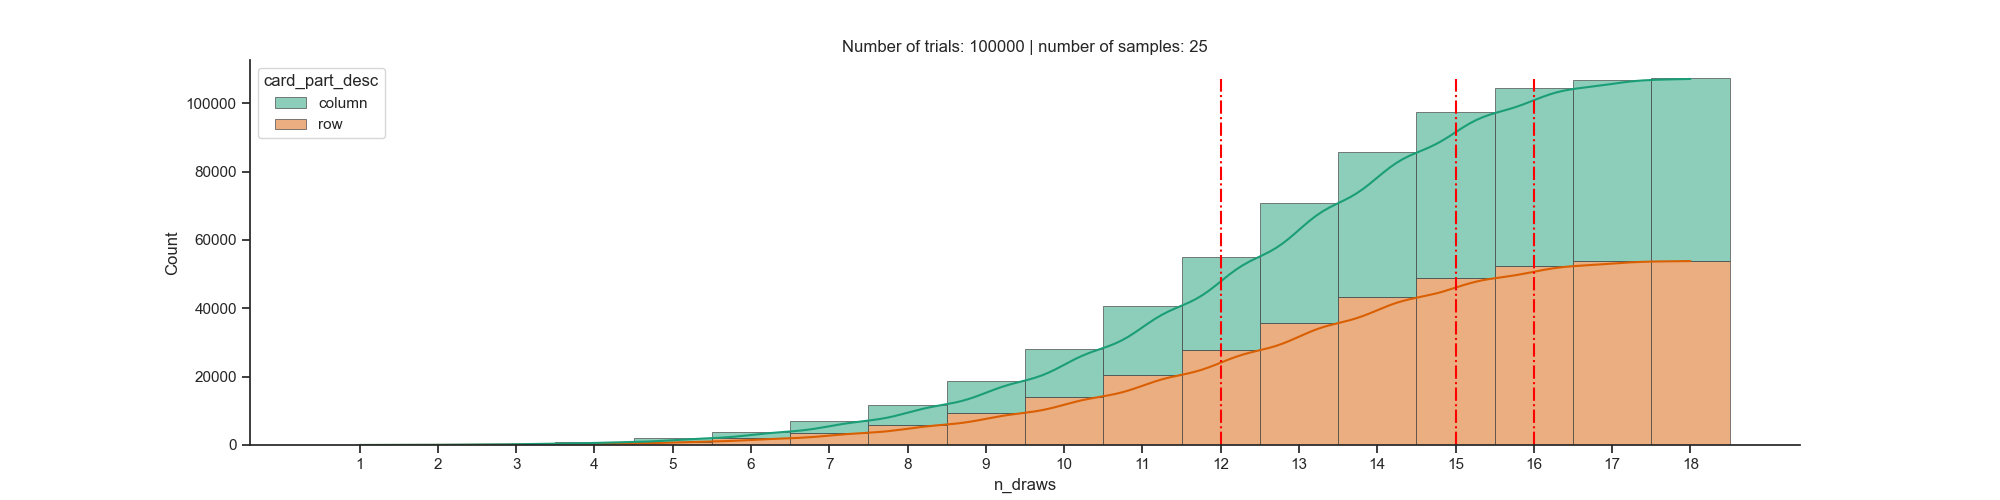 Number of trials: 100000 | number of samples: 25
card_part_desc
column
row
Count
100000
80000
60000
40000
20000
0
1 2 3 4 5 6 7 8 9 10 11 12 13 14 15 16 17 18
n_draws